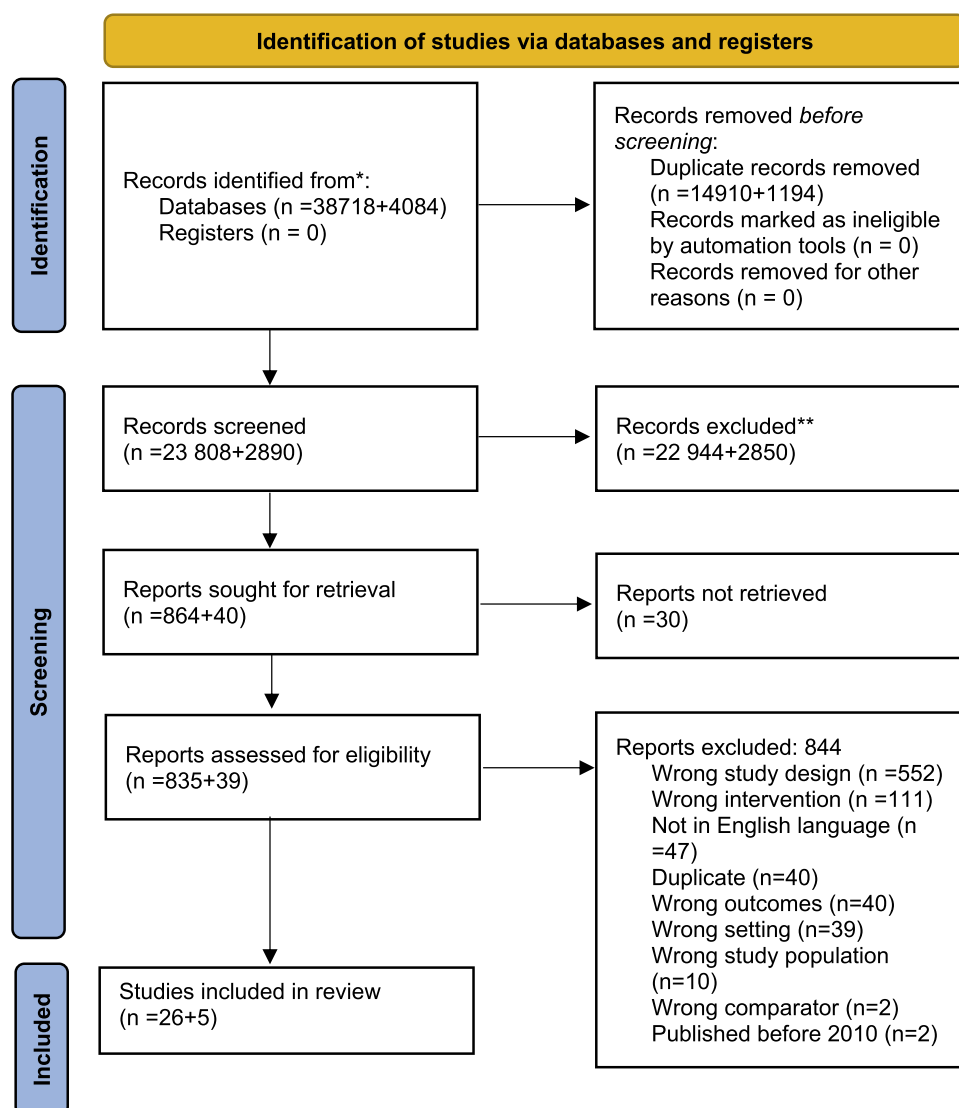 Identification of studies via databases and registers
Identification
Records identified from*:
Databases (n =38718+4084)
Registers (n = 0)
Records removed before
screening:
Duplicate records removed
(n =14910+1194)
Records marked as ineligible
by automation tools (n = 0)
Records removed for other
reasons (n = 0)
Screening
Records screened
(n =23 808+2890)
Records excluded**
(n =22 944+2850)
Reports sought for retrieval
(n =864+40)
Reports not retrieved
(n =30)
Reports assessed for eligibility
(n =835+39)
Reports excluded: 844
Wrong study design (n =552)
Wrong intervention (n =111)
Not in English language (n
=47)
Duplicate (n=40)
Wrong outcomes (n=40)
Wrong setting (n=39)
Wrong study population
(n=10)
Wrong comparator (n=2)
Published before 2010 (n=2)
Included
Studies included in review
(n =26+5)